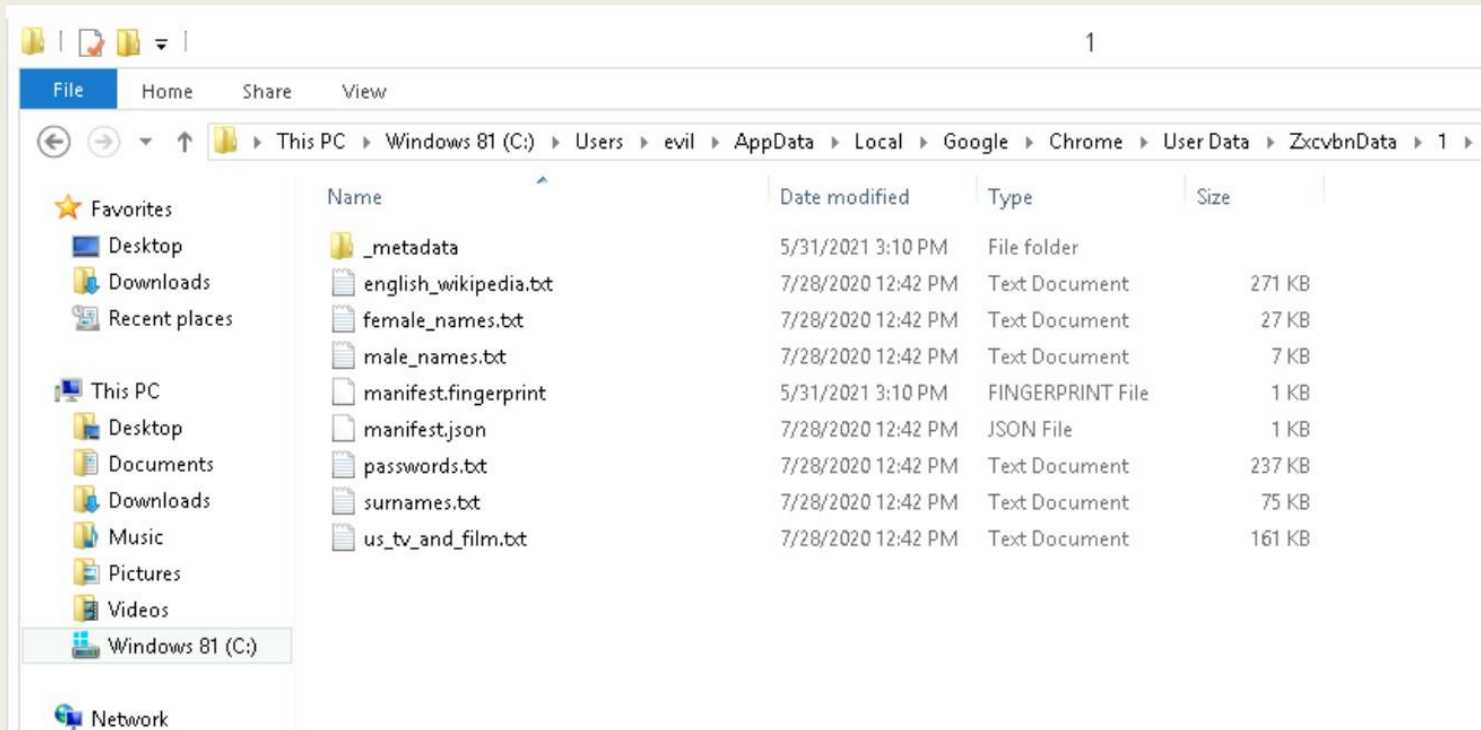 1
File Home Share View
This PC Windows 81 (C:) Users evil AppData Local Google Chrome User Data ZxcvbnData 1
Favorites
Desktop
Downloads
Recent places
This PC
Desktop
Documents
Downloads
Music
Pictures
Videos
Windows 81 (C:)
Network
Name Date modified Type Size
_metadata 5/31/2021 3:10 PM File folder
english_wikipedia.txt 7/28/2020 12:42 PM Text Document 271 KB
female_names.txt 7/28/2020 12:42 PM Text Document 27 KB
male_names.txt 7/28/2020 12:42 PM Text Document 7 KB
manifest.fingerprint 5/31/2021 3:10 PM FINGERPRINT File 1 KB
manifest.json 7/28/2020 12:42 PM JSON File 1 KB
passwords.txt 7/28/2020 12:42 PM Text Document 237 KB
surnames.txt 7/28/2020 12:42 PM Text Document 75 KB
us_tv_and_film.txt 7/28/2020 12:42 PM Text Document 161 KB